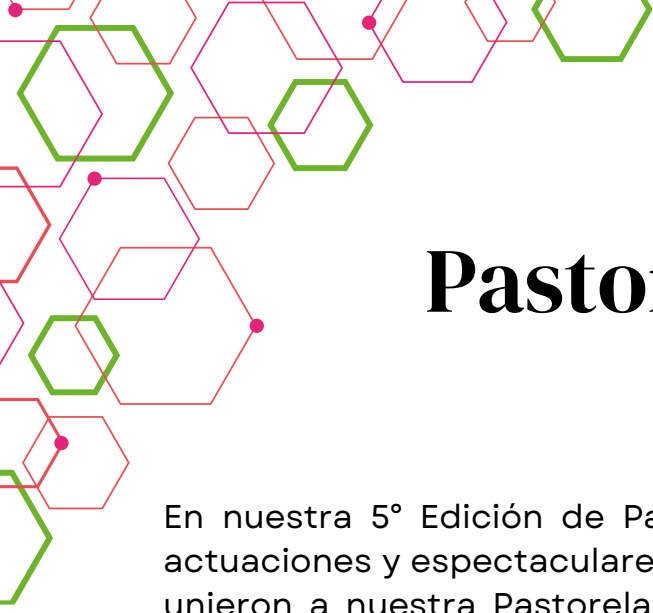 Pasto
En nuestra 5° Edición de Pa
actuaciones y espectaculare
unieron a nuestra Pastorela